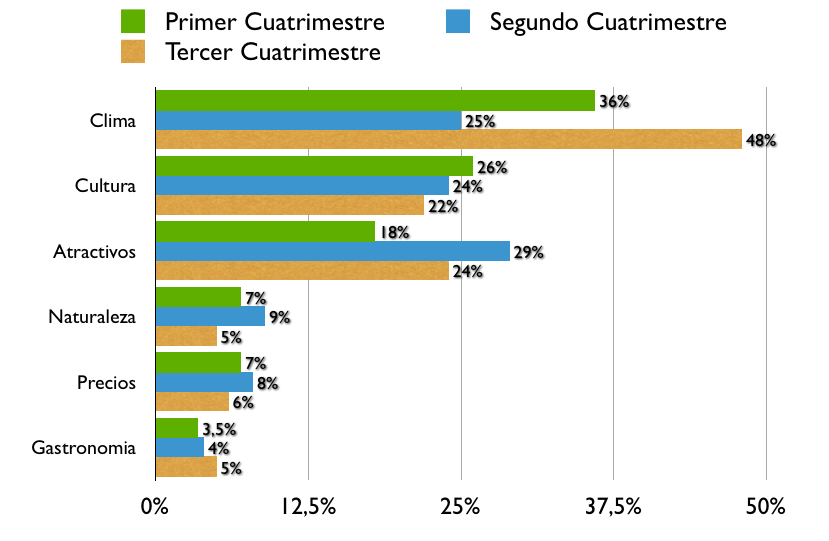 Primer Cuatrimestre Segundo Cuatrimestre
Tercer Cuatrimestre
Clima
36%
25%
48%
Cultura
26%
24%
22%
Atractivos
18%
29%
24%
Naturaleza
7%
9%
5%
Precios
7%
8%
6%
Gastronomia
3,5%
4%
5%
0% 12,5% 25% 37,5% 50%